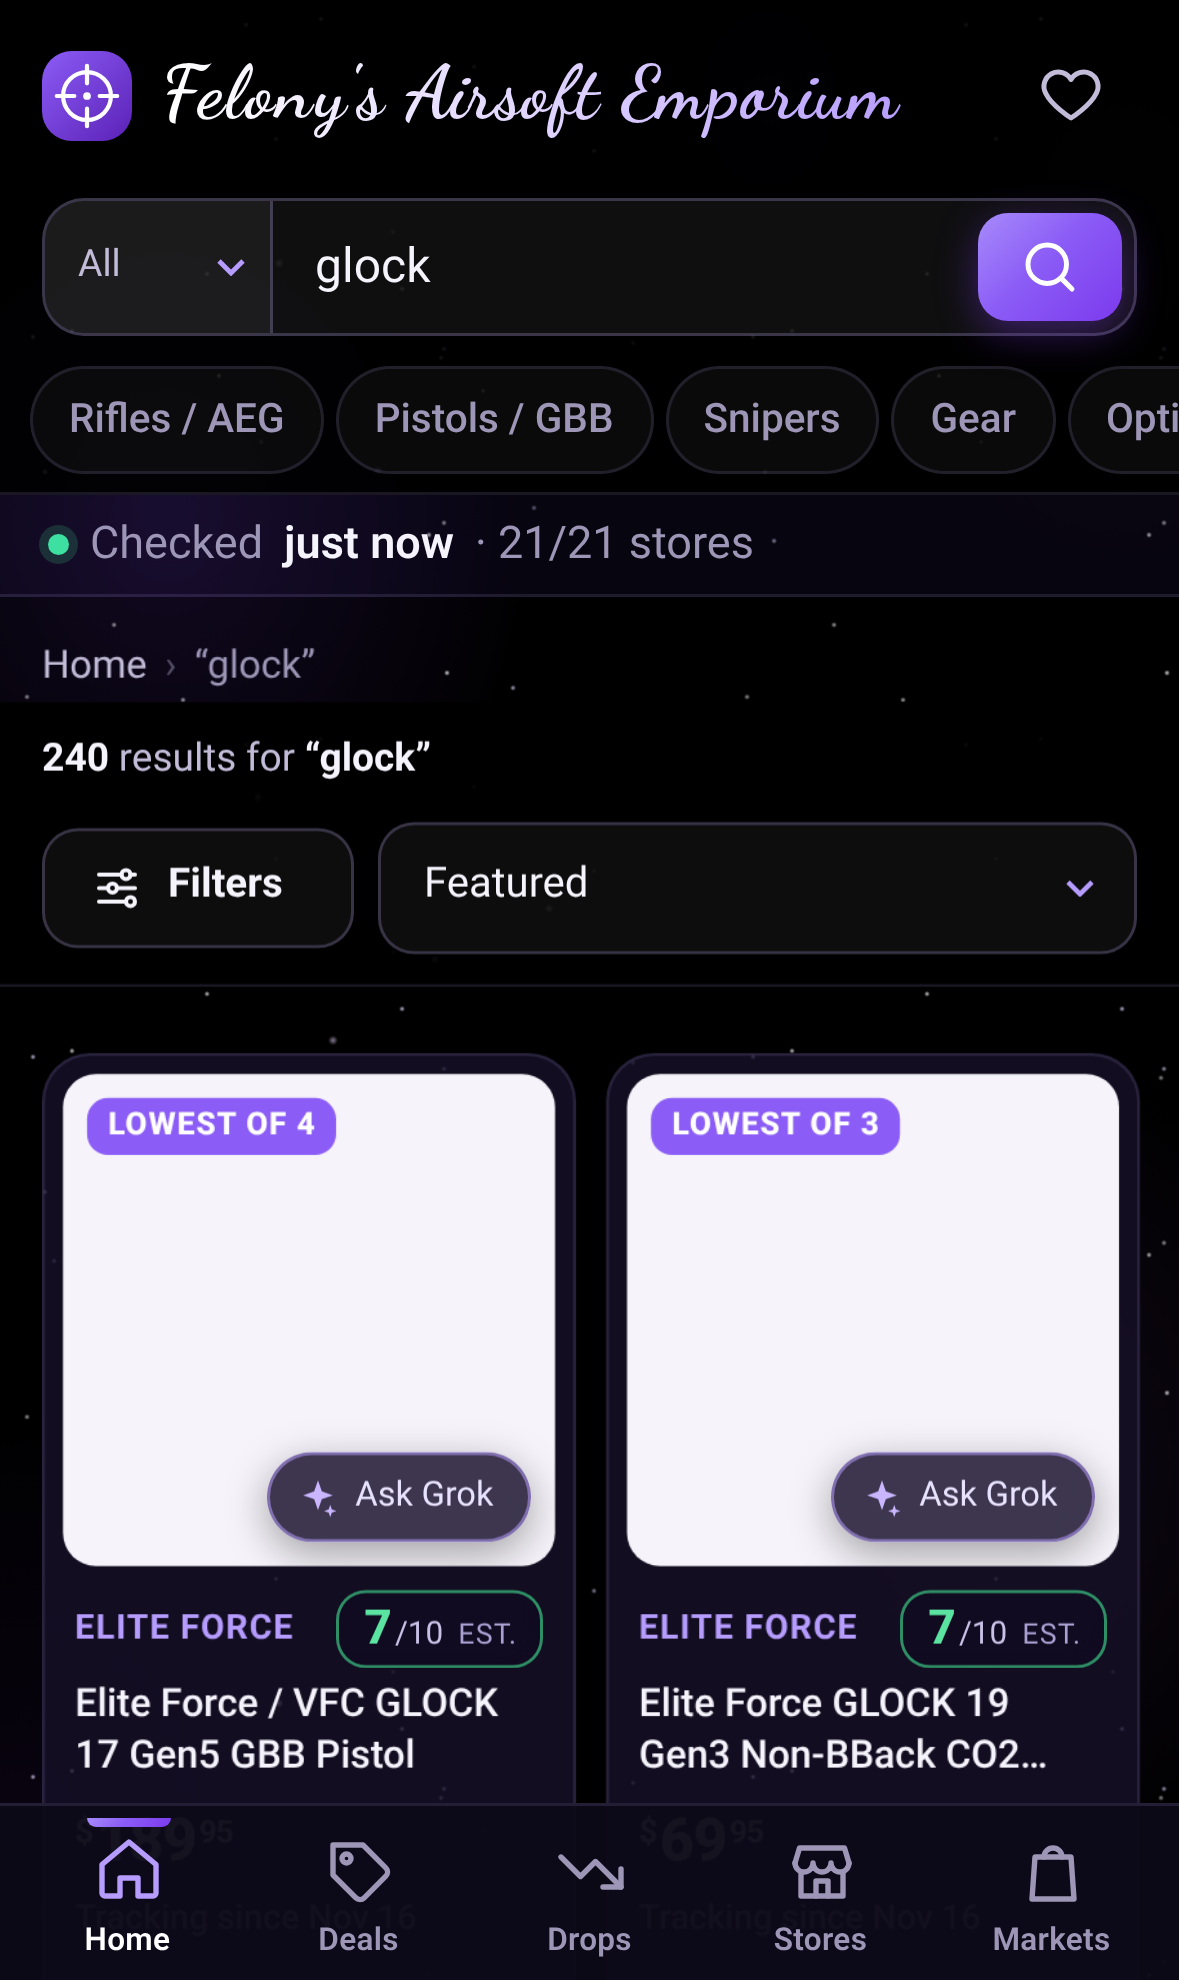 Felony's Airsoft Emporium
All
glock
Rifles / AEG
Pistols / GBB
Snipers
Gear
Opti
Checked just now · 21/21 stores ·
Home › “glock”
240 results for “glock”
Filters
Featured
LOWEST OF 4
Ask Grok
ELITE FORCE
7/10 EST.
Elite Force / VFC GLOCK
17 Gen5 GBB Pistol
$189 95
Tracking since Nov 16
LOWEST OF 3
Ask Grok
ELITE FORCE
7/10 EST.
Elite Force GLOCK 19
Gen3 Non-BBack CO2...
$69 95
Tracking since Nov 16
Home
Deals
Drops
Stores
Markets